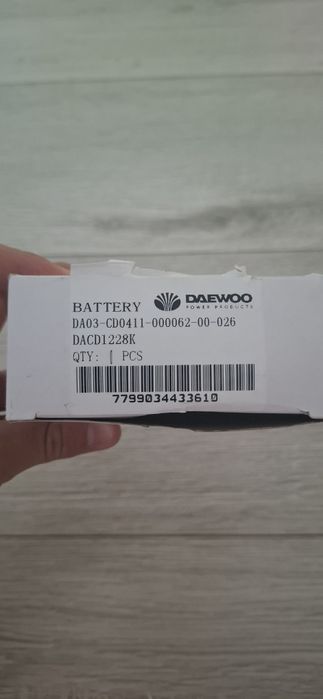 BATTERY DAEWOO
POWER PRODUCTS
DA03-CD0411-000062-00-026
DACD1228K
QTY: 1 PCS
7799034433610